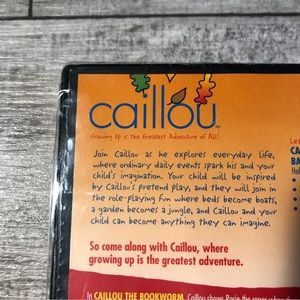 caillou
Growing Up is the Greatest Adventure of All!
Join Caillou as he explores everyday life,
where ordinary daily events spark his and your
child's imagination. Your child will be inspired
by Caillou's pretend play, and they will join in
the role-playing fun where beds become boats,
a garden becomes a jungle, and Caillou and your
child can become anything they can imagine.
So come along with Caillou, where
growing up is the greatest adventure.
In CAILLOU THE BOOKWORM, Caillou shows Rosie the
CA
BA